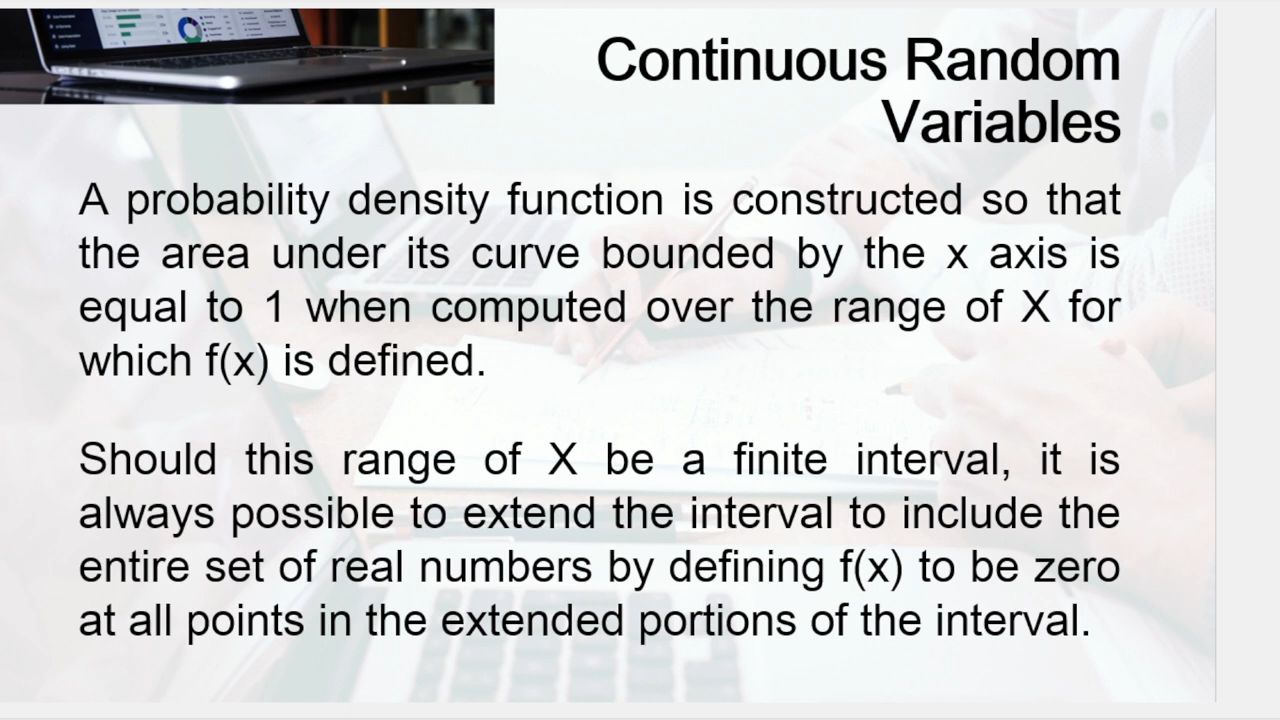 Continuous Random
Variables
A probability density function is constructed so that
the area under its curve bounded by the x axis is
equal to 1 when computed over the range of X for
which f(x) is defined.
Should this range of X be a finite interval, it is
always possible to extend the interval to include the
entire set of real numbers by defining f(x) to be zero
at all points in the extended portions of the interval.